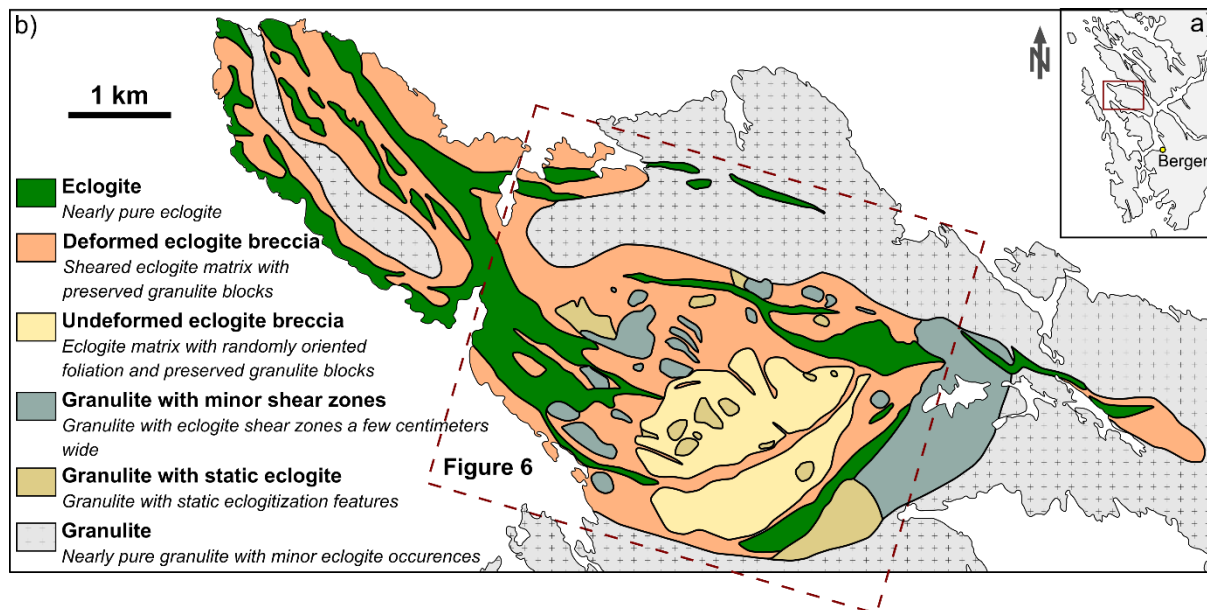 b)
a)
N
1 km
Bergen
Eclogite
Nearly pure eclogite
Deformed eclogite breccia
Sheared eclogite matrix with
preserved granulite blocks
Undeformed eclogite breccia
Eclogite matrix with randomly oriented
foliation and preserved granulite blocks
Granulite with minor shear zones
Granulite with eclogite shear zones a few centimeters
wide
Figure 6
Granulite with static eclogite
Granulite with static eclogitization features
Granulite
Nearly pure granulite with minor eclogite occurences